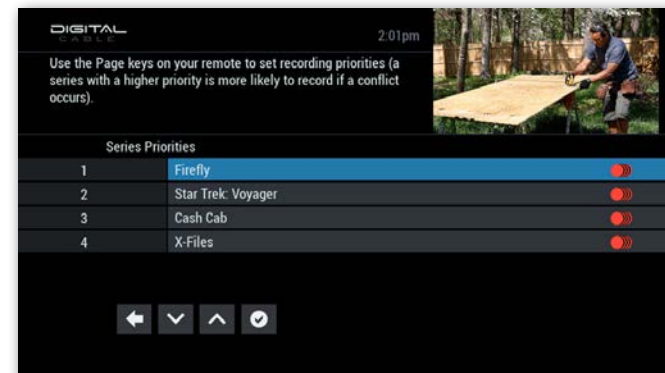 DIGITAL
CABLE
2:01pm
Use the Page keys on your remote to set recording priorities (a
series with a higher priority is more likely to record if a conflict
occurs).
Series Priorities
1 Firefly
2 Star Trek: Voyager
3 Cash Cab
4 X-Files